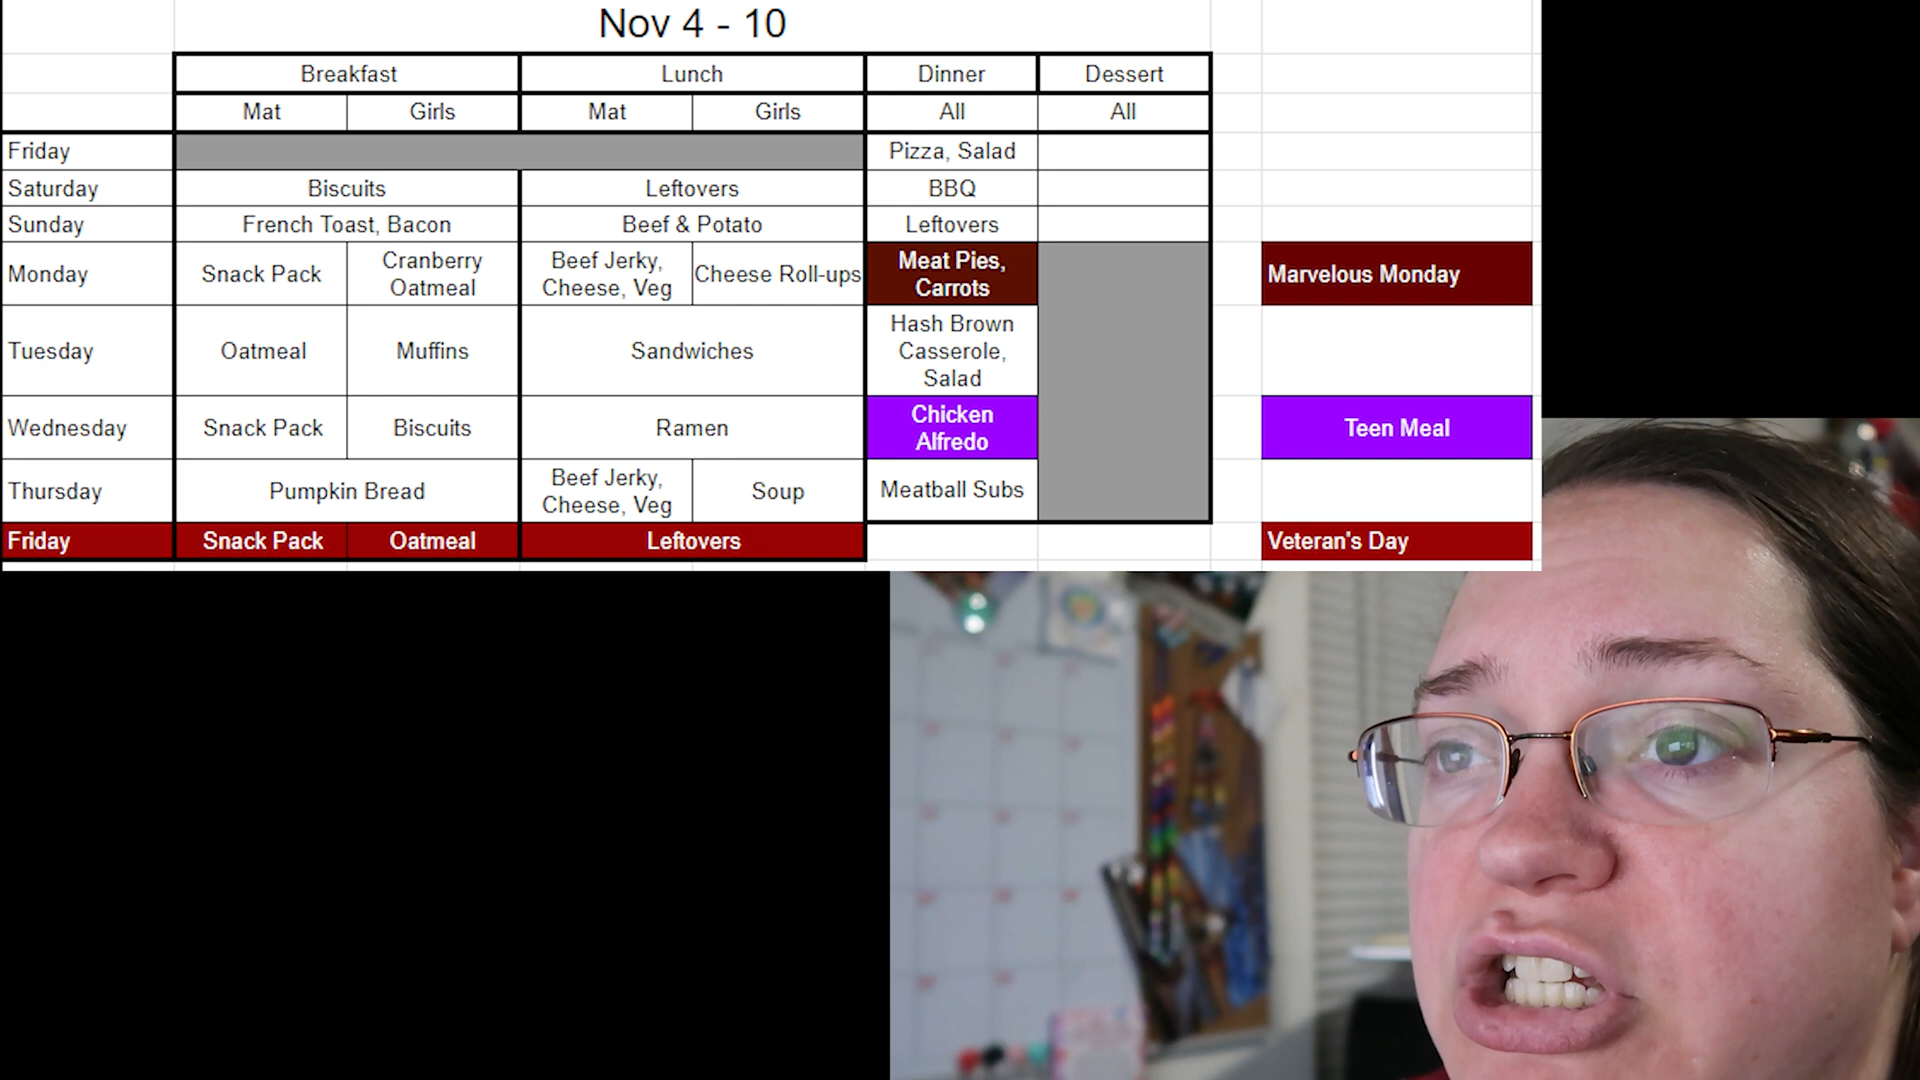 Nov 4 - 10
Breakfast Lunch Dinner Dessert
Mat Girls Mat Girls All All
Friday Pizza, Salad
Saturday Biscuits Leftovers BBQ
Sunday French Toast, Bacon Beef & Potato Leftovers
Monday Snack Pack Cranberry Oatmeal Beef Jerky, Cheese, Veg Cheese Roll-ups Meat Pies, Carrots Marvelous Monday
Tuesday Oatmeal Muffins Sandwiches Hash Brown Casserole, Salad
Wednesday Snack Pack Biscuits Ramen Chicken Alfredo Teen Meal
Thursday Pumpkin Bread Beef Jerky, Cheese, Veg Soup Meatball Subs
Friday Snack Pack Oatmeal Leftovers Veteran's Day